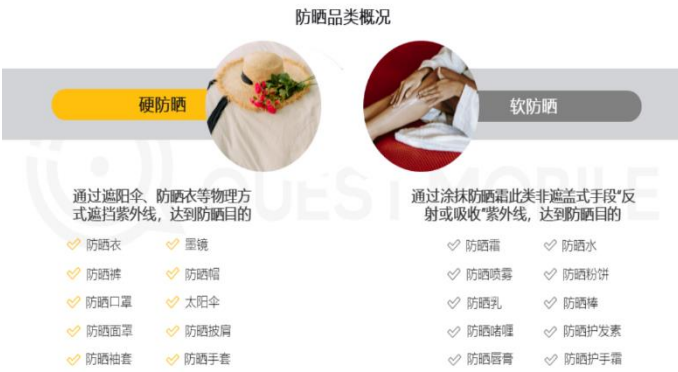 防晒品类概况
硬防晒
软防晒
通过遮阳伞、防晒衣等物理方
式遮挡紫外线，达到防晒目的
防晒衣 墨镜
防晒裤 防晒帽
防晒口罩 太阳伞
防晒面罩 防晒披肩
防晒袖套 防晒手套
通过涂抹防晒霜此类非遮盖式手段“反
射或吸收”紫外线，达到防晒目的
防晒霜 防晒水
防晒喷雾 防晒粉饼
防晒乳 防晒棒
防晒啫喱 防晒护发素
防晒唇膏 防晒护手霜
QUEST MOBILE